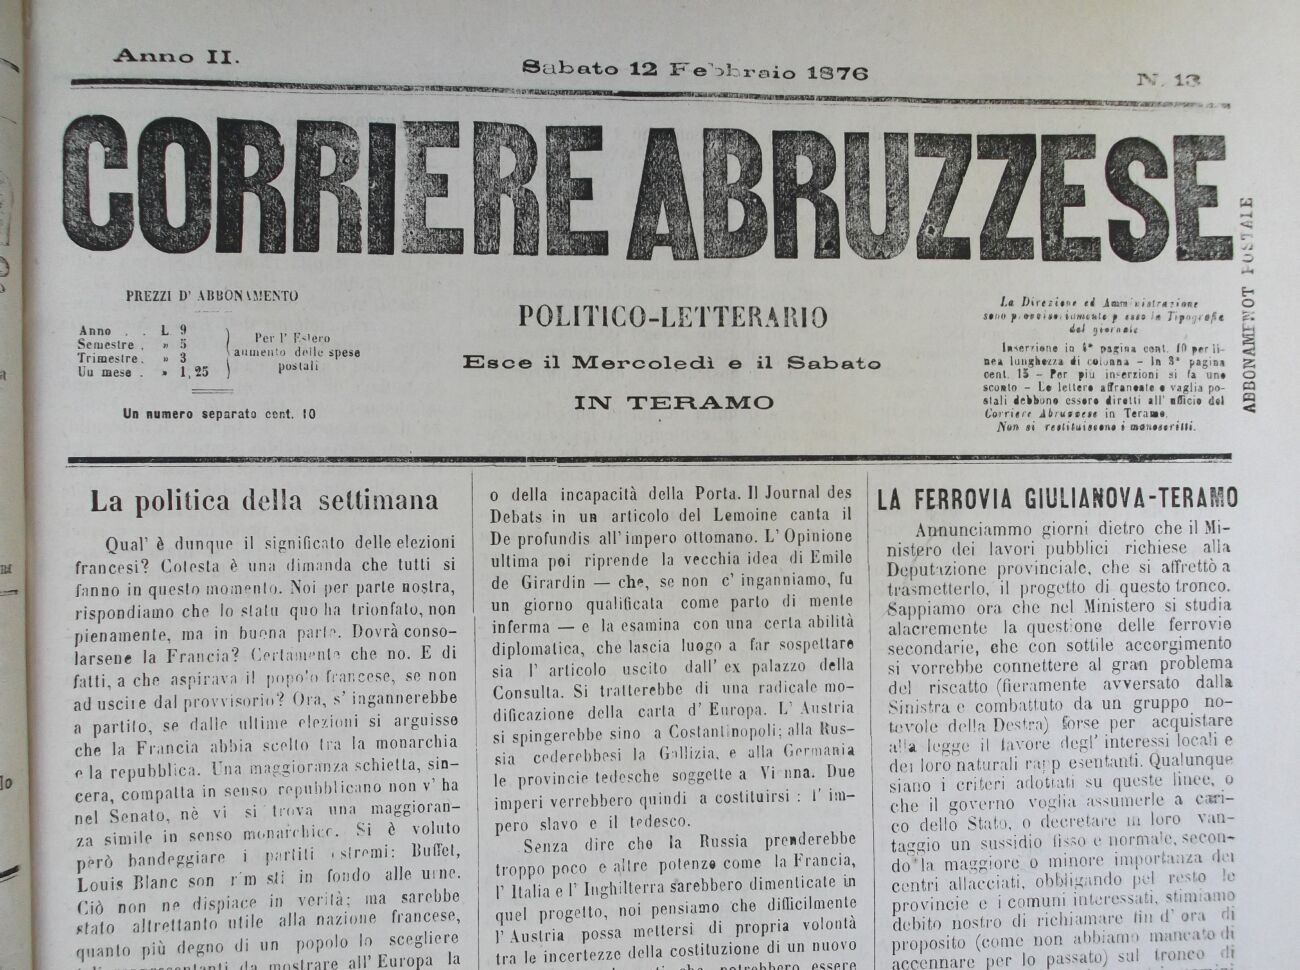 Anno II.
Sabato 12 Febbraio 1876
N. 13
CORRIERE ABRUZZESE
ABBONAMENOT POSTALE
PREZZI D' ABBONAMENTO
Anno . . L 9
Semestre . » 5
Trimestre . » 3
Un mese . » 1,25
Per l' Estero
aumento delle spese
postali
Un numero separato cent. 10
POLITICO-LETTERARIO
Esce il Mercoledì e il Sabato
IN TERAMO
La Direzione ed Amministrazione
sono provvisoriamente presso la Tipografia
del giornale
Inserzione in 4ª pagina cent. 10 per li-
nea lunghezza di colonna - In 3ª pagina
cent. 15 - Per più inserzioni si fa uno
sconto - Le lettere affrancate e vaglia po-
stali debbono essere diretti all' ufficio del
Corriere Abruzzese in Teramo.
Non si restituiscono i manoscritti.
La politica della settimana
Qual' è dunque il significato delle elezioni
francesi? Cotesta è una dimanda che tutti si
fanno in questo momento. Noi per parte nostra,
rispondiamo che lo statu quo ha trionfato, non
pienamente, ma in buona parte. Dovrà conso-
larsene la Francia? Certamente che no. E di
fatti, a che aspirava il popolo francese, se non
ad uscire dal provvisorio? Ora, s' ingannerebbe
a partito, se dalle ultime elezioni si arguisse
che la Francia abbia scelto tra la monarchia
e la repubblica. Una maggioranza schietta, sin-
cera, compatta in senso repubblicano non v' ha
nel Senato, nè vi si trova una maggioran-
za simile in senso monarchico. Si è voluto
però bandeggiare i partiti estremi: Buffet,
Louis Blanc son rimasti in fondo alle urne.
Ciò non ne dispiace in verità; ma sarebbe
stato altrettanto utile alla nazione francese,
quanto più degno di un popolo lo scegliere
da mostrare all' Europa la
o della incapacità della Porta. Il Journal des
Debats in un articolo del Lemoine canta il
De profundis all' impero ottomano. L' Opinione
ultima poi riprende la vecchia idea di Emilo
de Girardin — che, se non c' inganniamo, fu
un giorno qualificata come parto di mente
inferma — e la esamina con una certa abilità
diplomatica, che lascia luogo a far sospettare
sia l' articolo uscito dall' ex palazzo della
Consulta. Si tratterebbe di una radicale mo-
dificazione della carta d' Europa. L' Austria
si spingerebbe sino a Costantinopoli; alla Rus-
sia cederebbesi la Gallizia, e alla Germania
le provincie tedesche soggette a Vienna. Due
imperi verrebbero quindi a costituirsi : l' im-
pero slavo e il tedesco.
Senza dire che la Russia prenderebbe
troppo poco e altre potenze come la Francia,
l' Italia e l' Inghilterra sarebbero dimenticate in
quel progetto, noi pensiamo che difficilmente
l' Austria possa mettersi di propria volontà
tra le incertezze della costituzione di un nuovo
che potrebbero essere
LA FERROVIA GIULIANOVA-TERAMO
Annunciammo giorni dietro che il Mi-
nistero dei lavori pubblici richiese alla
Deputazione provinciale, che si affrettò a
trasmetterlo, il progetto di questo tronco.
Sappiamo ora che nel Ministero si studia
alacremente la questione delle ferrovie
secondarie, che con sottile accorgimento
si vorrebbe connettere al gran problema
del riscatto (fieramente avversato dalla
Sinistra e combattuto da un gruppo no-
tevole della Destra) forse per acquistare
alla legge il favore degl' interessi locali e
dei loro naturali rappresentanti. Qualunque
siano i criteri adottati su queste linee, o
che il governo voglia assumerle a cari-
co dello Stato, o decretare in loro van-
taggio un sussidio fisso e normale, secon-
do la maggiore o minore importanza dei
centri allacciati, obbligando pel resto le
provincie e i comuni interessati, stimiamo
debito nostro di richiamare fin d' ora di
proposito (come non abbiamo mancato di
accennare per lo passato) sul tronco di